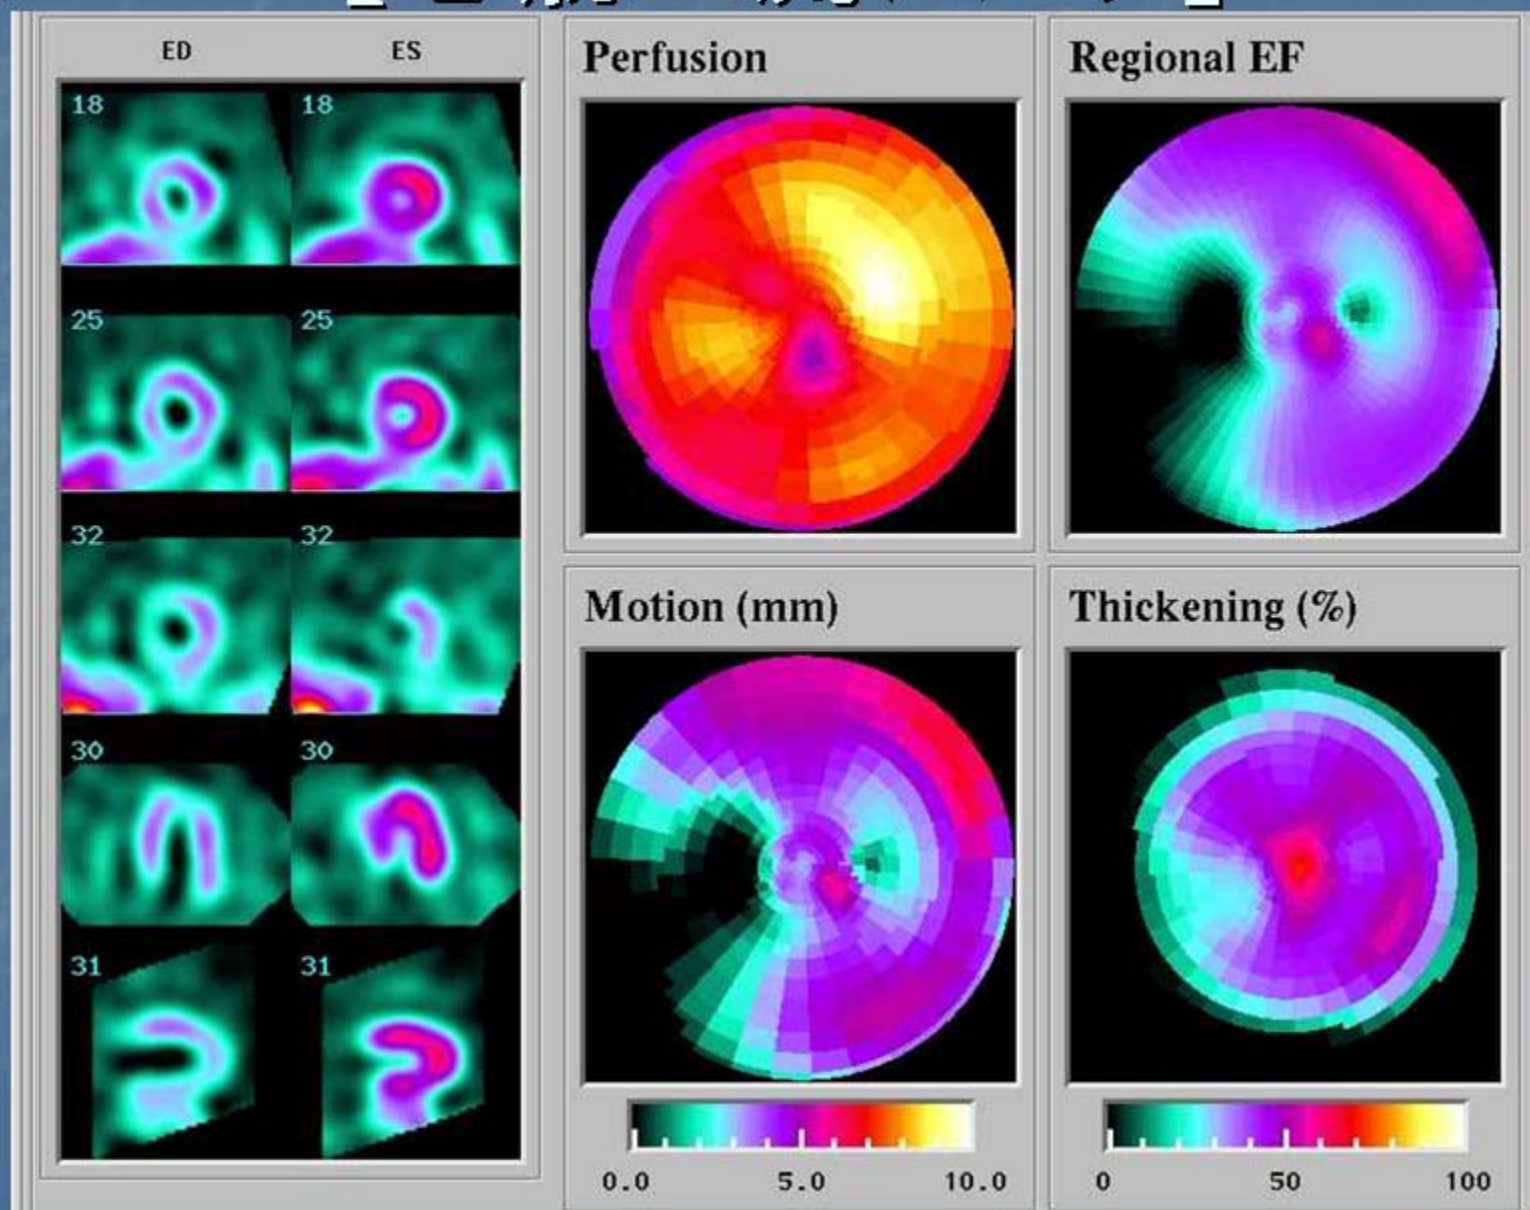 ED ES
18 18
25 25
32 32
30 30
31 31
Perfusion
Regional EF
Motion (mm)
0.0 5.0 10.0
Thickening (%)
0 50 100